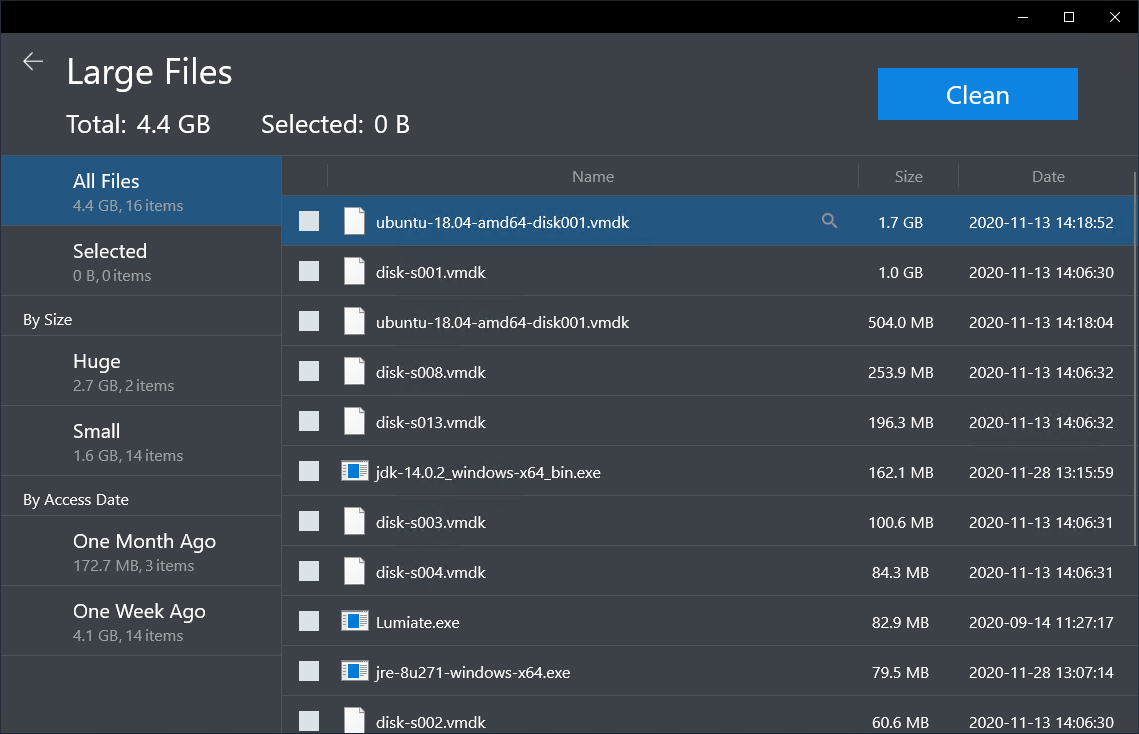 Large Files
Clean
Total: 4.4 GB Selected: 0 B
All Files
4.4 GB, 16 items
Selected
0 B, 0 items
By Size
Huge
2.7 GB, 2 items
Small
1.6 GB, 14 items
By Access Date
One Month Ago
172.7 MB, 3 items
One Week Ago
4.1 GB, 14 items
Name Size Date
ubuntu-18.04-amd64-disk001.vmdk 1.7 GB 2020-11-13 14:18:52
disk-s001.vmdk 1.0 GB 2020-11-13 14:06:30
ubuntu-18.04-amd64-disk001.vmdk 504.0 MB 2020-11-13 14:18:04
disk-s008.vmdk 253.9 MB 2020-11-13 14:06:32
disk-s013.vmdk 196.3 MB 2020-11-13 14:06:32
jdk-14.0.2_windows-x64_bin.exe 162.1 MB 2020-11-28 13:15:59
disk-s003.vmdk 100.6 MB 2020-11-13 14:06:31
disk-s004.vmdk 84.3 MB 2020-11-13 14:06:31
Lumiate.exe 82.9 MB 2020-09-14 11:27:17
jre-8u271-windows-x64.exe 79.5 MB 2020-11-28 13:07:14
disk-s002.vmdk 60.6 MB 2020-11-13 14:06:30